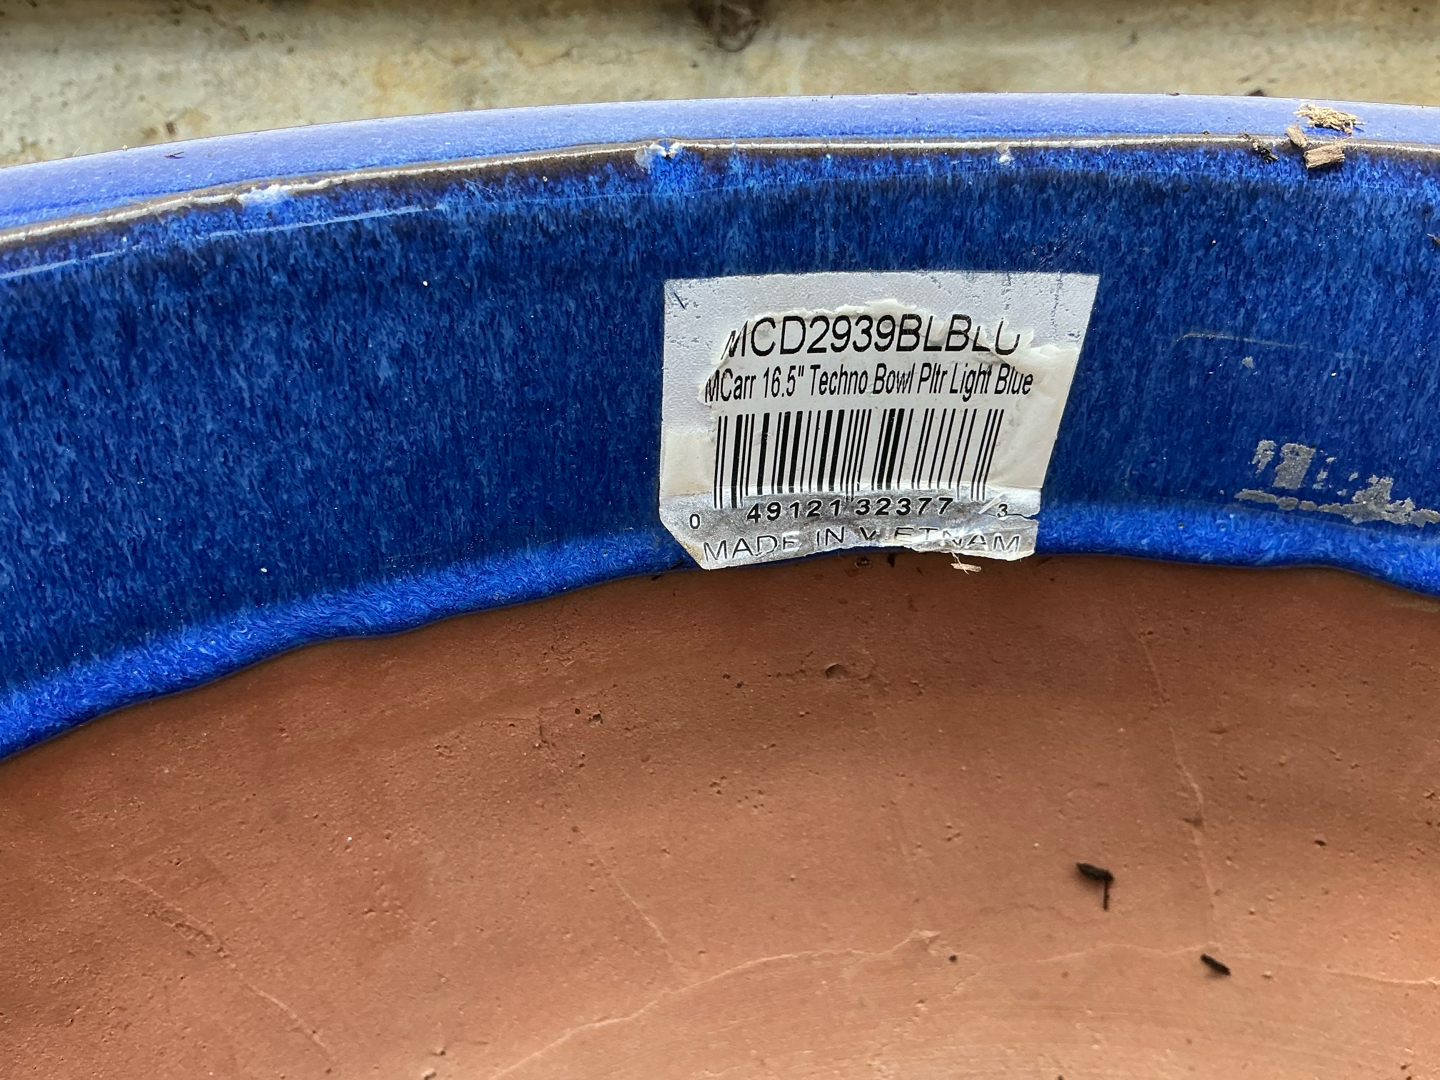 MCD2939BLBLU
MCarr 16.5" Techno Bowl Pltr Light Blue
0 49121 32377 3
MADE IN VIETNAM